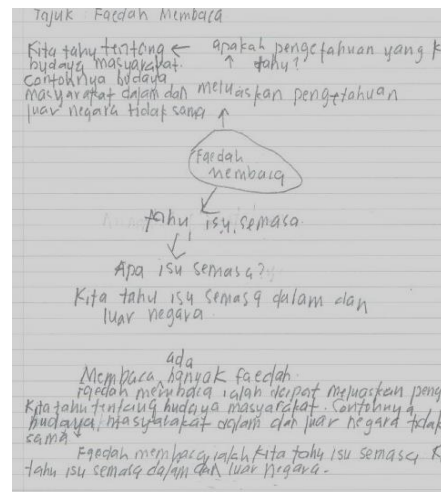 Tajuk : Faedah Membaca
Kita tahu tentang ← apakah pengetahuan yang k
budaya masyarakat. ↑ tahu?
Contohnya budaya
masyarakat dalam dan meluaskan pengetahuan
luar negara tidak sama ↑
Faedah
membaca
tahu isu semasa
Apa isu semasa?
Kita tahu isu semasa dalam dan
luar negara.
ada
Membaca banyak faedah.
Faedah membaca ialah dapat meluaskan peng
Kita tahu tentang budaya masyarakat. Contohnya
budaya masyarakat dalam dan luar negara tidak
sama.
Faedah membaca ialah kita tahu isu semasa. K
tahu isu semasa dalam dan luar negara.